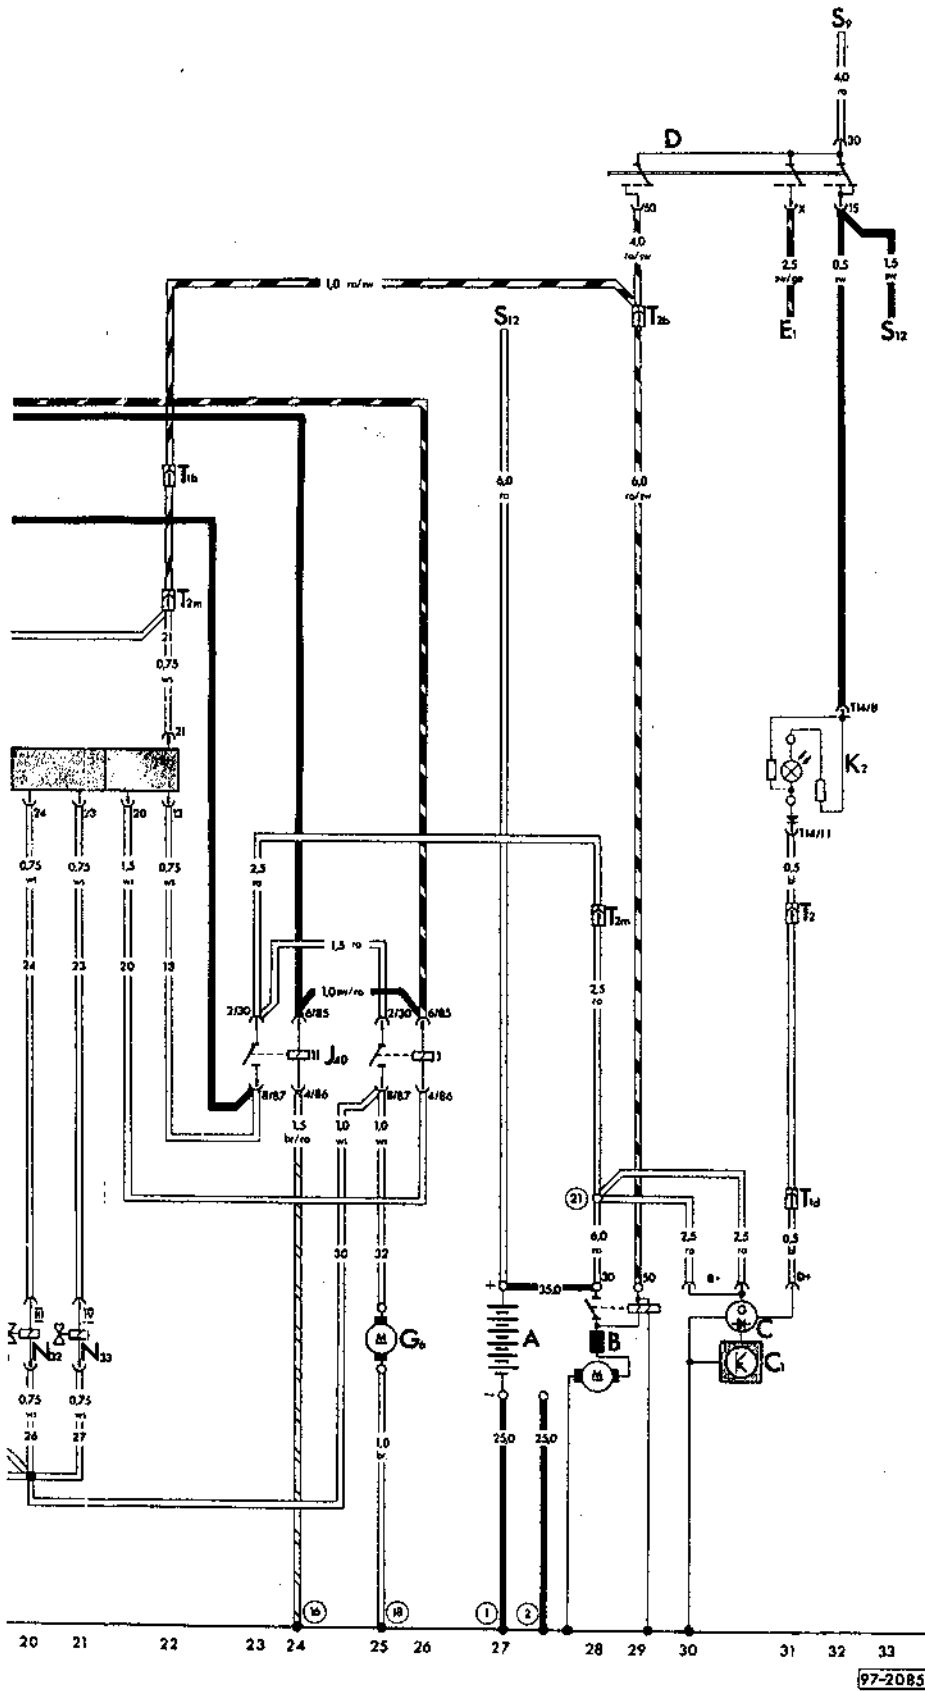 S9
4,0
ro
30
D
50
X
15
4,0
ro/sw
2,5
sw/ge
0,5
sw
1,5
sw
1,0 ro/sw
S12
T2b
E1
S12
T1b
6,0
ro
6,0
ro/sw
T2m
21
0,75
ws
21
T14/8
K2
24
23
20
13
T14/11
0,75
ws
0,75
ws
1,5
ws
0,75
ws
2,5
ro
0,5
bl
T2m
T2
1,5 ro
24
23
20
13
2,5
ro
1,0 sw/ro
2/30
6/85
2/30
6/85
II
J40
I
8/87
4/86
8/87
4/86
1,5
br/ro
1,0
ws
1,0
ws
21
T1d
30
32
6,0
ro
2,5
ro
2,5
ro
0,5
bl
+
35,0
30
50
B+
D+
10
N32
N33
M
G6
A
B
G
C
M
K
C1
-
0,75
ws
0,75
ws
26
27
1,0
br
25,0
25,0
16
18
1
2
20 21 22 23 24 25 26 27 28 29 30 31 32 33
97-2085